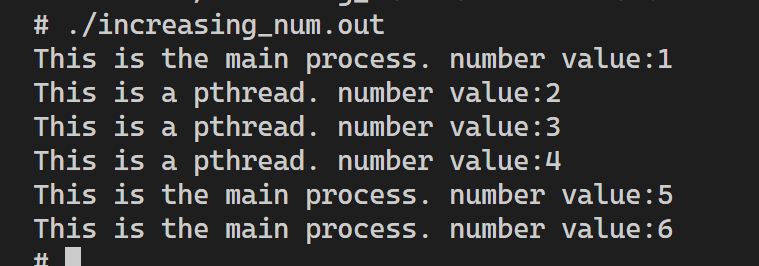 # ./increasing_num.out
This is the main process. number value:1
This is a pthread. number value:2
This is a pthread. number value:3
This is a pthread. number value:4
This is the main process. number value:5
This is the main process. number value:6
#